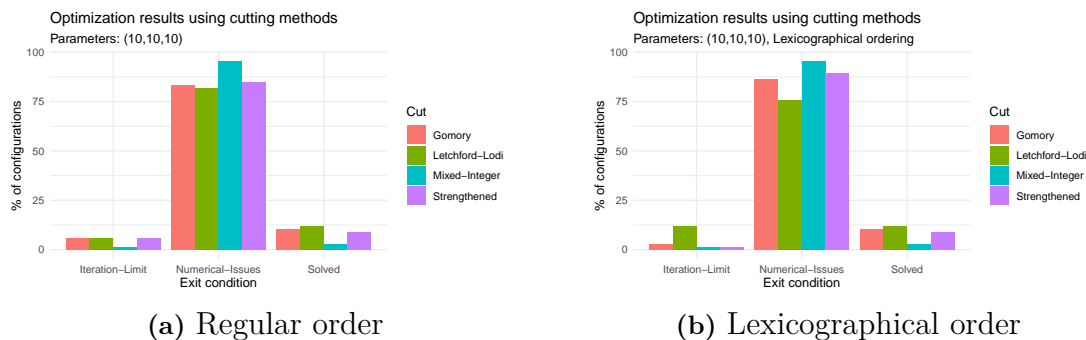 Optimization results using cutting methods
Parameters: (10,10,10)
100
75
50
25
0
% of configurations
Iteration−Limit Numerical−Issues Solved
Exit condition
Cut
Gomory
Letchford−Lodi
Mixed−Integer
Strengthened
(a) Regular order
Optimization results using cutting methods
Parameters: (10,10,10), Lexicographical ordering
100
75
50
25
0
% of configurations
Iteration−Limit Numerical−Issues Solved
Exit condition
Cut
Gomory
Letchford−Lodi
Mixed−Integer
Strengthened
(b) Lexicographical order